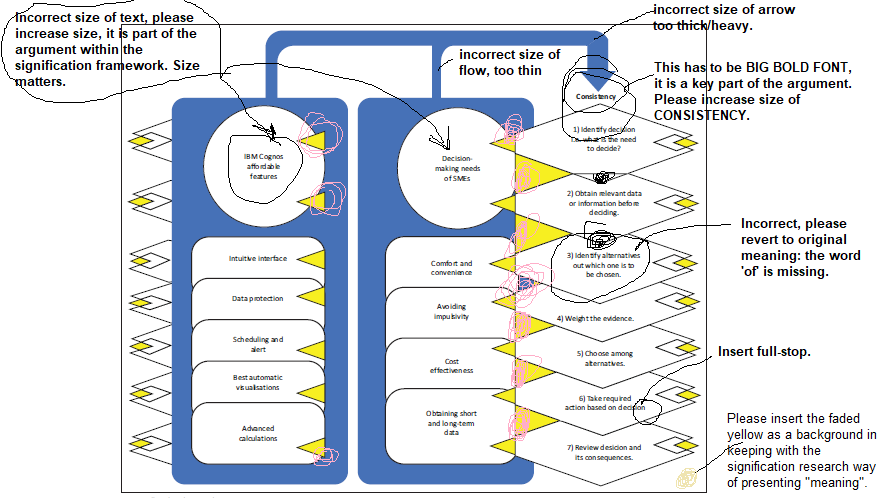 Incorrect size of text, please
increase size, it is part of the
argument within the
signification framework. Size
matters.
incorrect size of
flow, too thin
incorrect size of arrow
too thick/heavy.
This has to be BIG BOLD FONT,
it is a key part of the argument.
Please increase size of
CONSISTENCY.
Consistency
IBM Cognos
affordable
features
Decision-
making needs
of SMEs
1) Identify decision
i.e. what is the need
to decide?
2) Obtain relevant data
or information before
deciding.
Incorrect, please
revert to original
meaning: the word
'of' is missing.
3) Identify alternatives
out which one is to
be chosen.
Intuitive interface
Data protection
Scheduling and
alert
Best automatic
visualisations
Advanced
calculations
Comfort and
convenience
Avoiding
impulsivity
Cost
effectiveness
Obtaining short
and long-term
data
4) Weight the evidence.
5) Choose among
alternatives.
Insert full-stop.
6) Take required
action based on decision
7) Review desicion and
its consequences.
Please insert the faded
yellow as a background in
keeping with the
signification research way
of presenting "meaning".